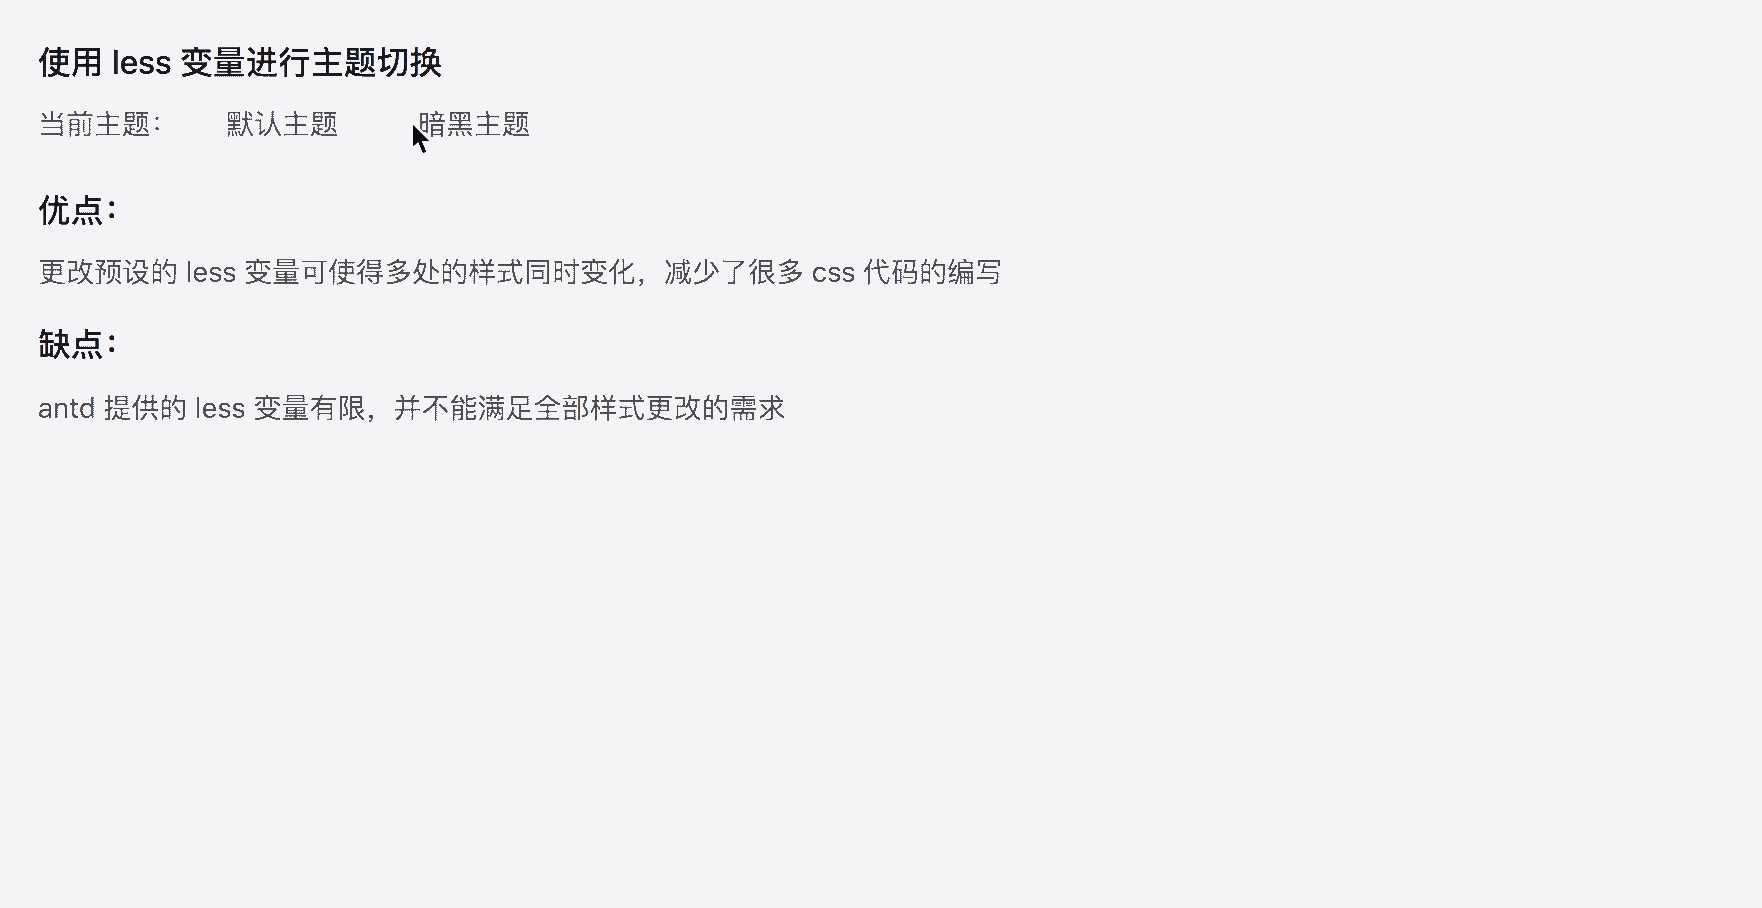 使用 less 变量进行主题切换
当前主题： 默认主题 暗黑主题
优点：
更改预设的 less 变量可使得多处的样式同时变化，减少了很多 css 代码的编写
缺点：
antd 提供的 less 变量有限，并不能满足全部样式更改的需求